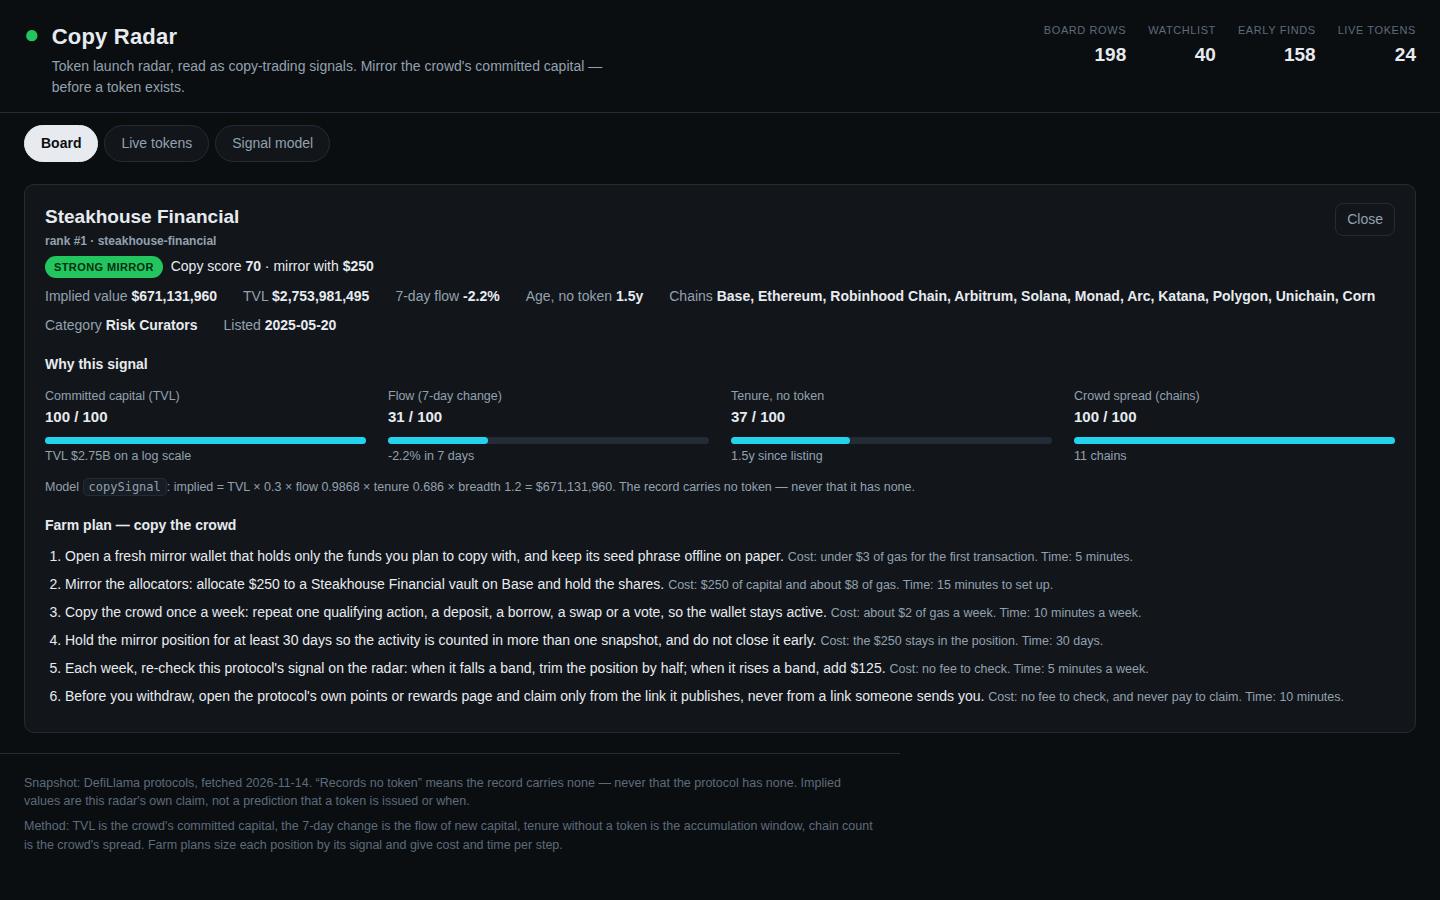 Copy Radar
Token launch radar, read as copy-trading signals. Mirror the crowd's committed capital —
before a token exists.
BOARD ROWS WATCHLIST EARLY FINDS LIVE TOKENS
198 40 158 24
Board Live tokens Signal model
Steakhouse Financial
Close
rank #1 · steakhouse-financial
STRONG MIRROR Copy score 70 · mirror with $250
Implied value $671,131,960 TVL $2,753,981,495 7-day flow -2.2% Age, no token 1.5y Chains Base, Ethereum, Robinhood Chain, Arbitrum, Solana, Monad, Arc, Katana, Polygon, Unichain, Corn
Category Risk Curators Listed 2025-05-20
Why this signal
Committed capital (TVL) Flow (7-day change) Tenure, no token Crowd spread (chains)
100 / 100 31 / 100 37 / 100 100 / 100
TVL $2.75B on a log scale -2.2% in 7 days 1.5y since listing 11 chains
Model copySignal: implied = TVL × 0.3 × flow 0.9868 × tenure 0.686 × breadth 1.2 = $671,131,960. The record carries no token — never that it has none.
Farm plan — copy the crowd
1. Open a fresh mirror wallet that holds only the funds you plan to copy with, and keep its seed phrase offline on paper. Cost: under $3 of gas for the first transaction. Time: 5 minutes.
2. Mirror the allocators: allocate $250 to a Steakhouse Financial vault on Base and hold the shares. Cost: $250 of capital and about $8 of gas. Time: 15 minutes to set up.
3. Copy the crowd once a week: repeat one qualifying action, a deposit, a borrow, a swap or a vote, so the wallet stays active. Cost: about $2 of gas a week. Time: 10 minutes a week.
4. Hold the mirror position for at least 30 days so the activity is counted in more than one snapshot, and do not close it early. Cost: the $250 stays in the position. Time: 30 days.
5. Each week, re-check this protocol's signal on the radar: when it falls a band, trim the position by half; when it rises a band, add $125. Cost: no fee to check. Time: 5 minutes a week.
6. Before you withdraw, open the protocol's own points or rewards page and claim only from the link it publishes, never from a link someone sends you. Cost: no fee to check, and never pay to claim. Time: 10 minutes.
Snapshot: DefiLlama protocols, fetched 2026-11-14. “Records no token” means the record carries none — never that the protocol has none. Implied
values are this radar's own claim, not a prediction that a token is issued or when.
Method: TVL is the crowd's committed capital, the 7-day change is the flow of new capital, tenure without a token is the accumulation window, chain count
is the crowd's spread. Farm plans size each position by its signal and give cost and time per step.